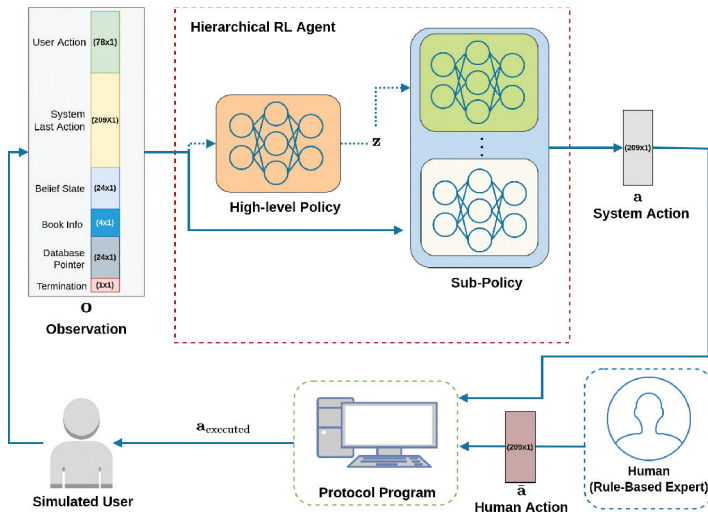 User Action
(78x1)
System
Last Action
(209X1)
Belief State
(24x1)
Book Info
(4x1)
Database
Pointer
(24x1)
Termination
(1x1)
O
Observation
Hierarchical RL Agent
High-level Policy
z
Sub-Policy
(209x1)
a
System Action
Simulated User
a_executed
Protocol Program
(209x1)
ā
Human Action
Human
(Rule-Based Expert)